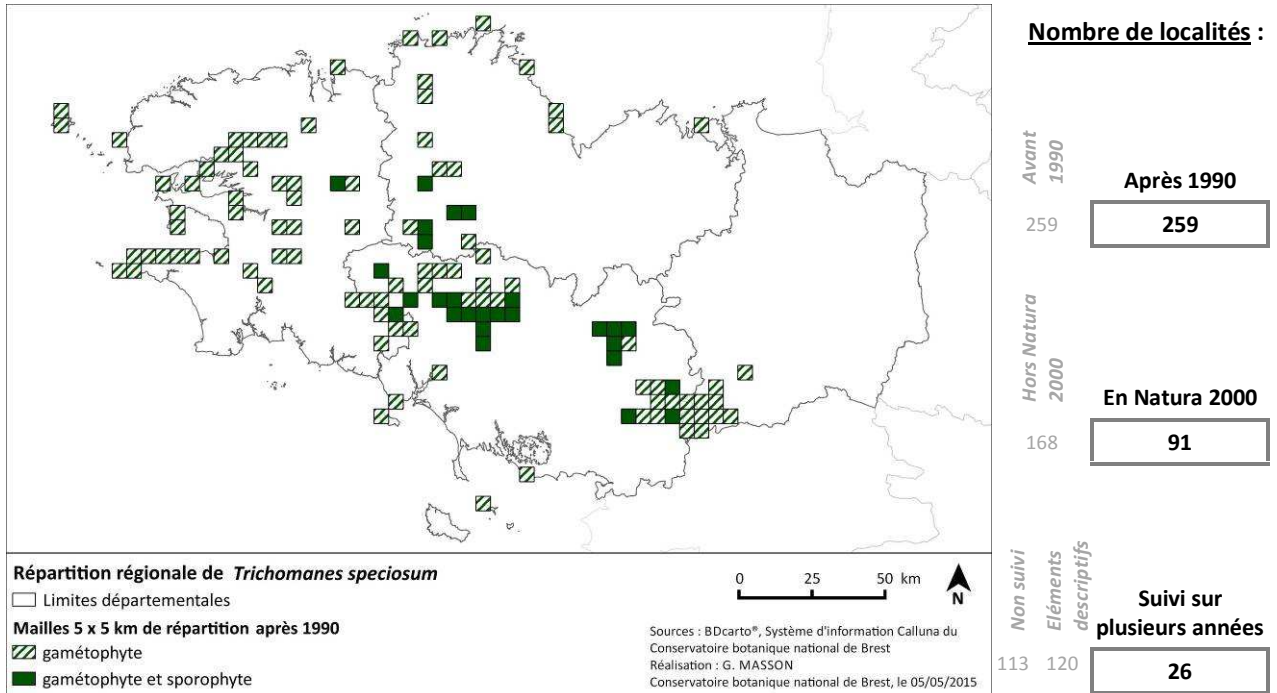 Nombre de localités :
Avant
1990
Après 1990
259
259
Hors Natura
2000
En Natura 2000
168
91
Non suivi
Eléments
descriptifs
Suivi sur
plusieurs années
113 120
26
Répartition régionale de Trichomanes speciosum
Limites départementales
Mailles 5 x 5 km de répartition après 1990
gamétophyte
gamétophyte et sporophyte
0 25 50 km
N
Sources : BDcarto®, Système d'information Calluna du
Conservatoire botanique national de Brest
Réalisation : G. MASSON
Conservatoire botanique national de Brest, le 05/05/2015